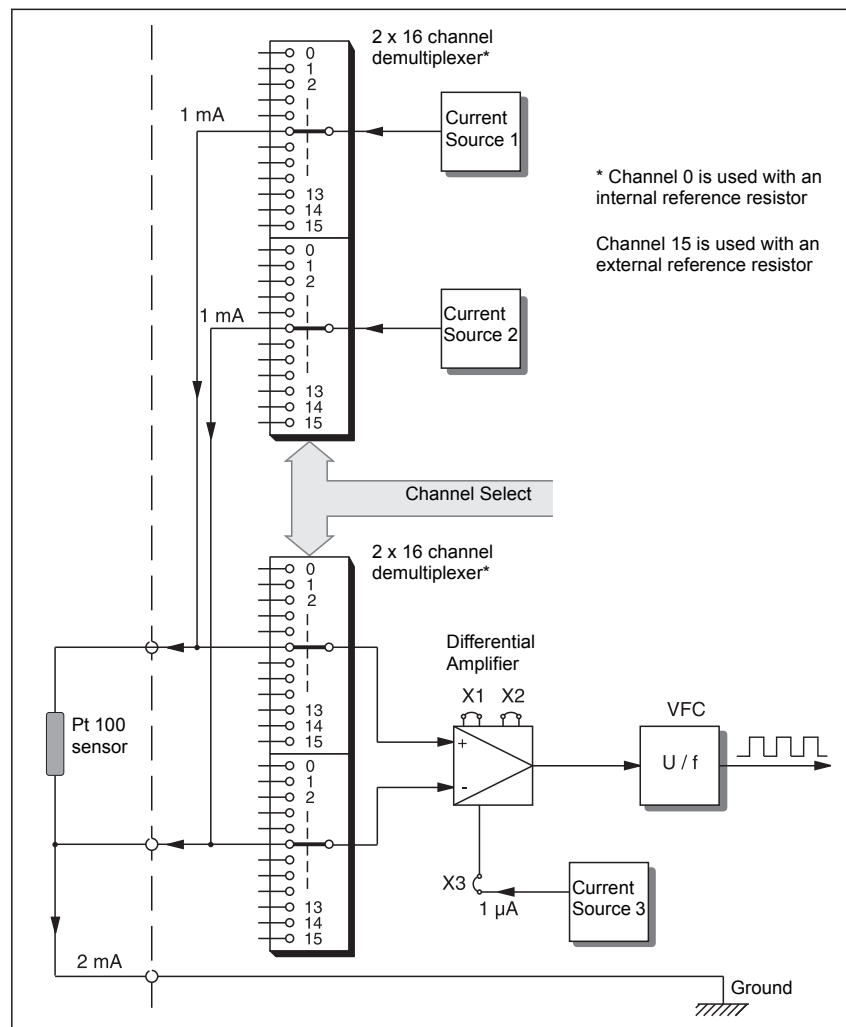 2 x 16 channel
demultiplexer*
0
1
2
1 mA
Current
Source 1
13
14
15
* Channel 0 is used with an
internal reference resistor
Channel 15 is used with an
external reference resistor
0
1
2
1 mA
Current
Source 2
13
14
15
Channel Select
2 x 16 channel
demultiplexer*
0
1
2
13
14
15
Differential
Amplifier
X1 X2
VFC
+
-
U / f
Pt 100
sensor
0
1
2
13
14
15
X3
1 µA
Current
Source 3
2 mA
Ground